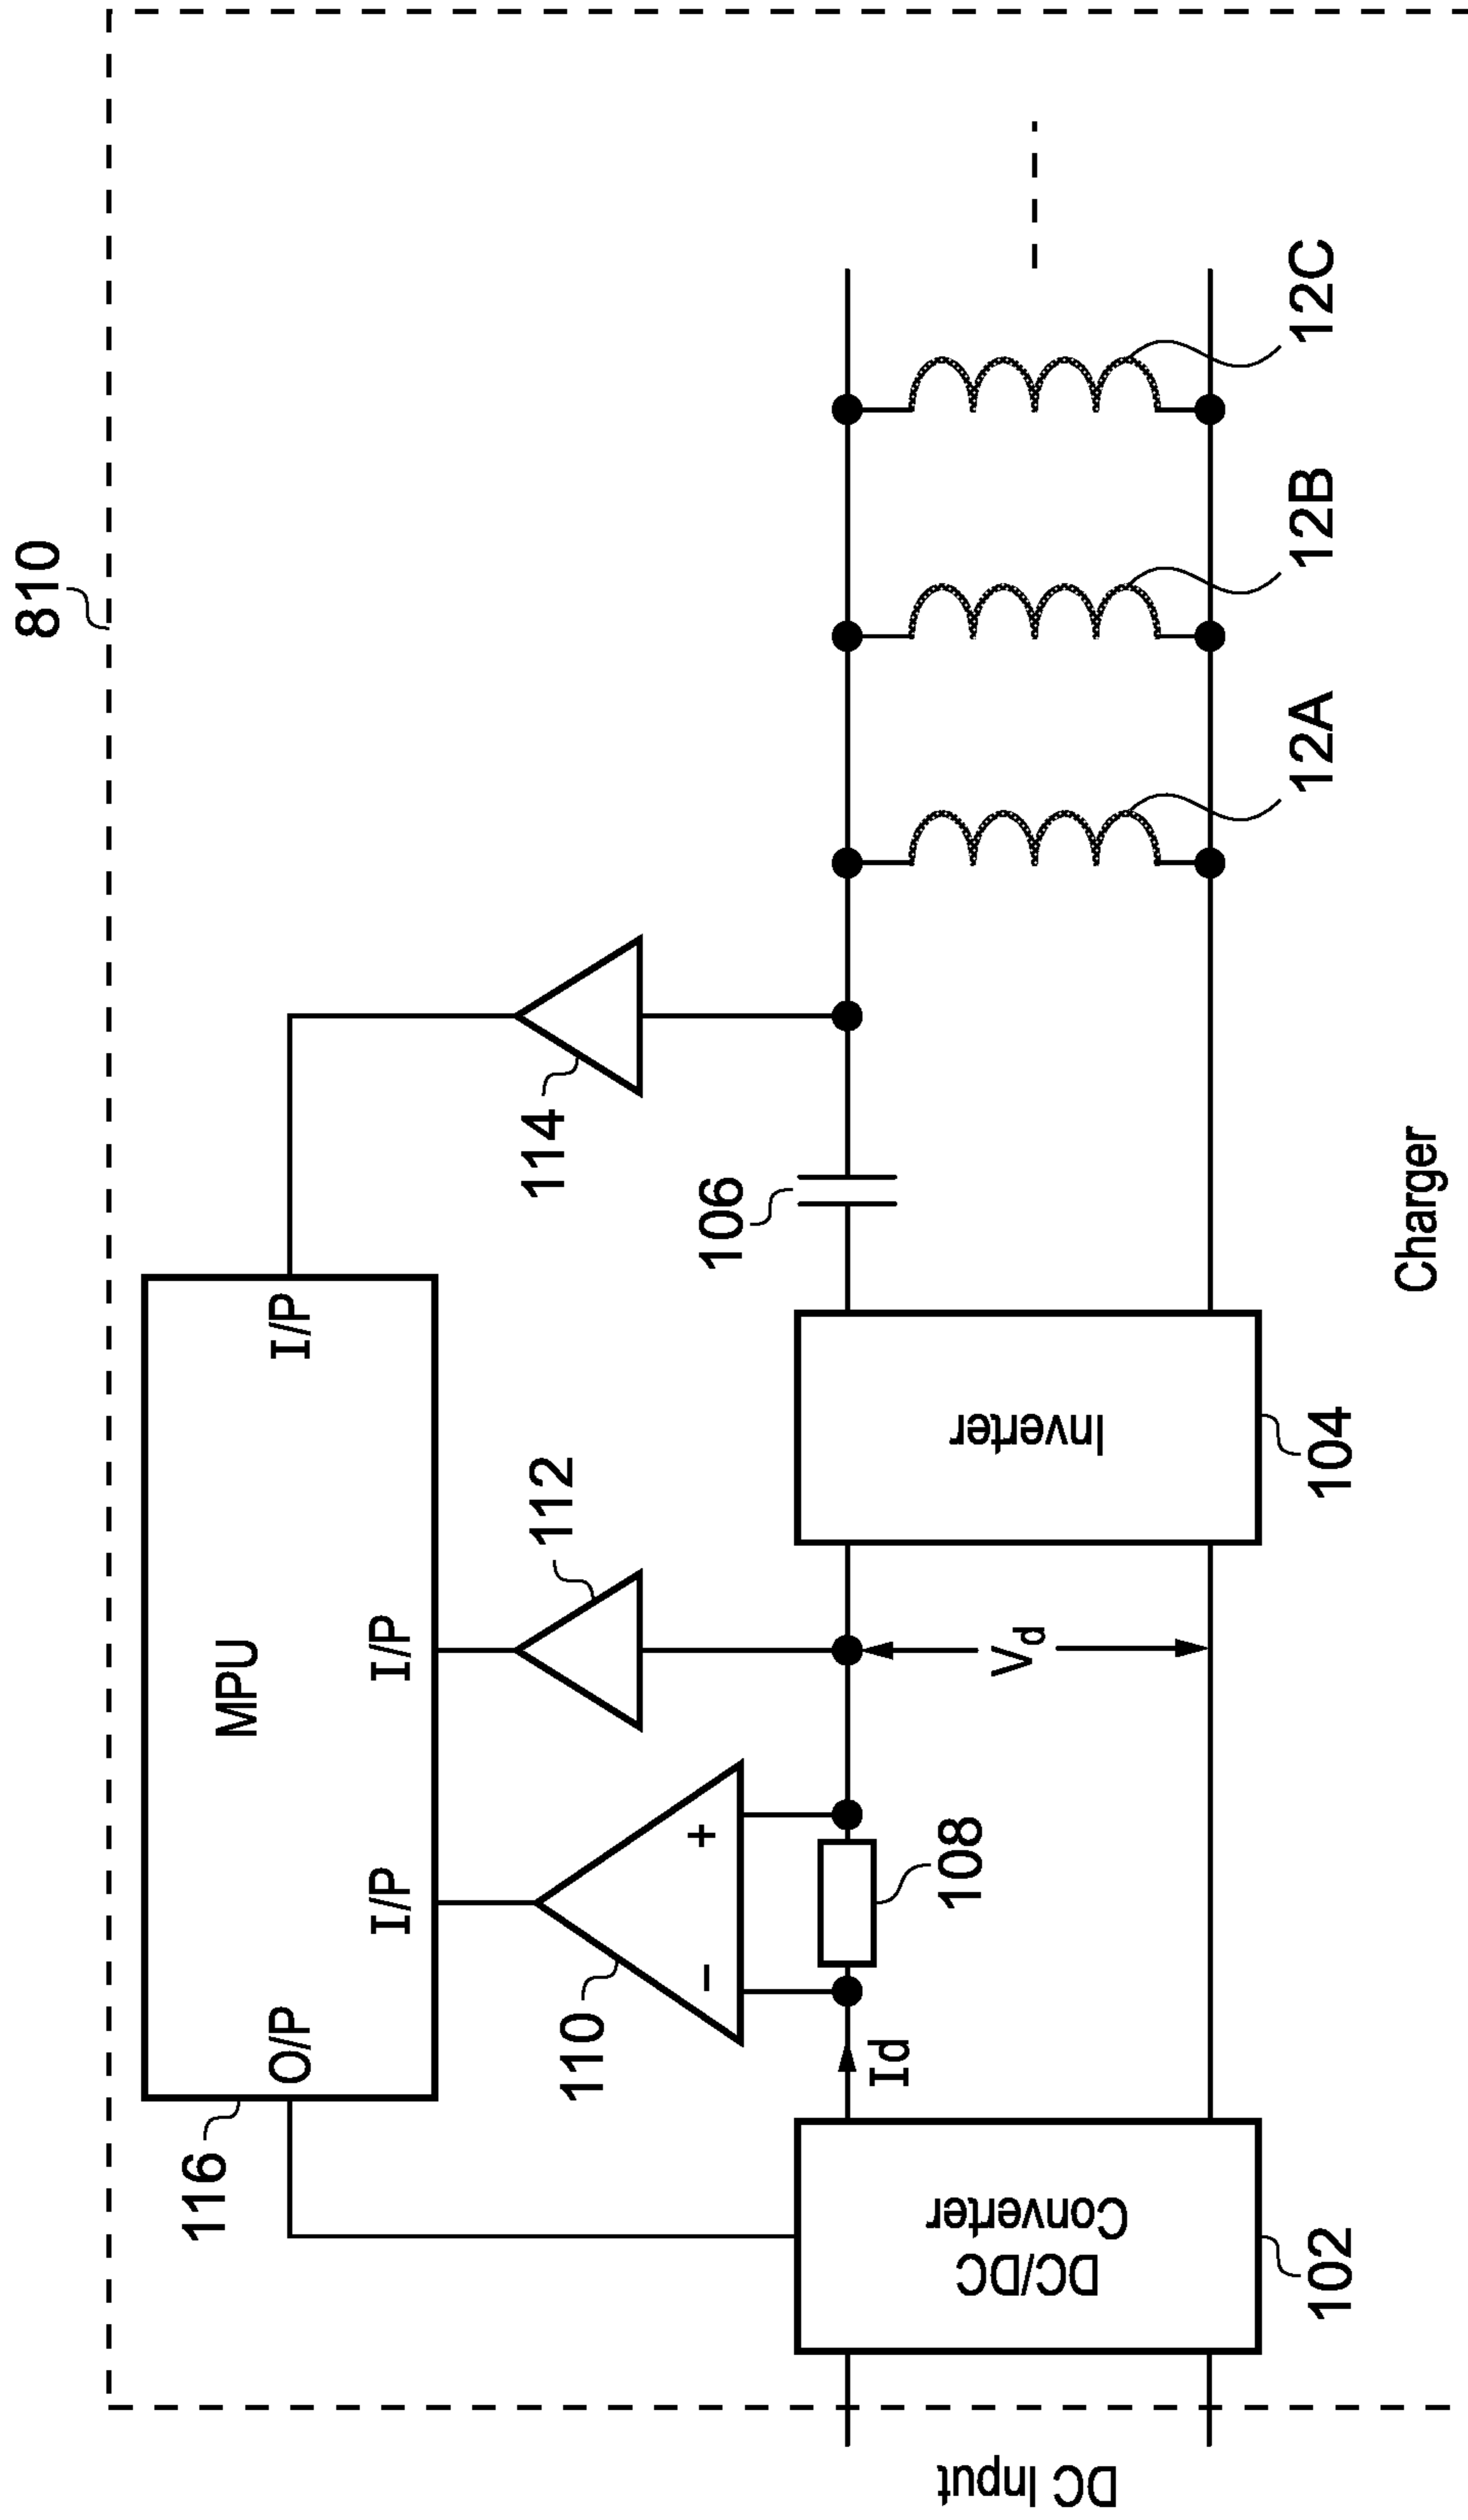 810
116
MPU
O/P
I/P
I/P
I/P
110
112
114
-
+
106
Id
108
Vd
DC Input
DC/DC
Converter
Inverter
102
104
12A
12B
12C
Charger